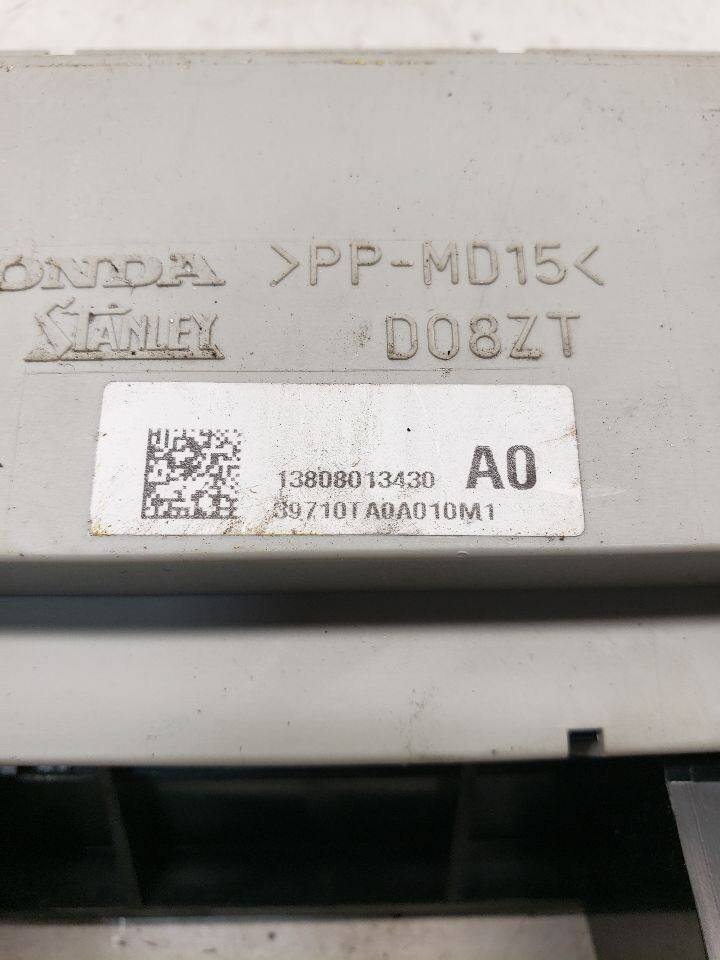 ONDA >PP-MD15<
STANLEY D08ZT
13808013430 A0
39710TA0A010M1